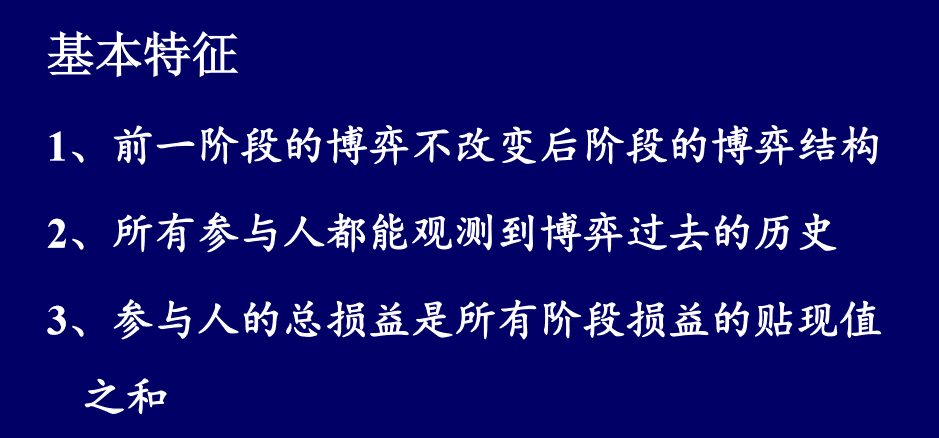 基本特征
1、前一阶段的博弈不改变后阶段的博弈结构
2、所有参与人都能观测到博弈过去的历史
3、参与人的总损益是所有阶段损益的贴现值
之和